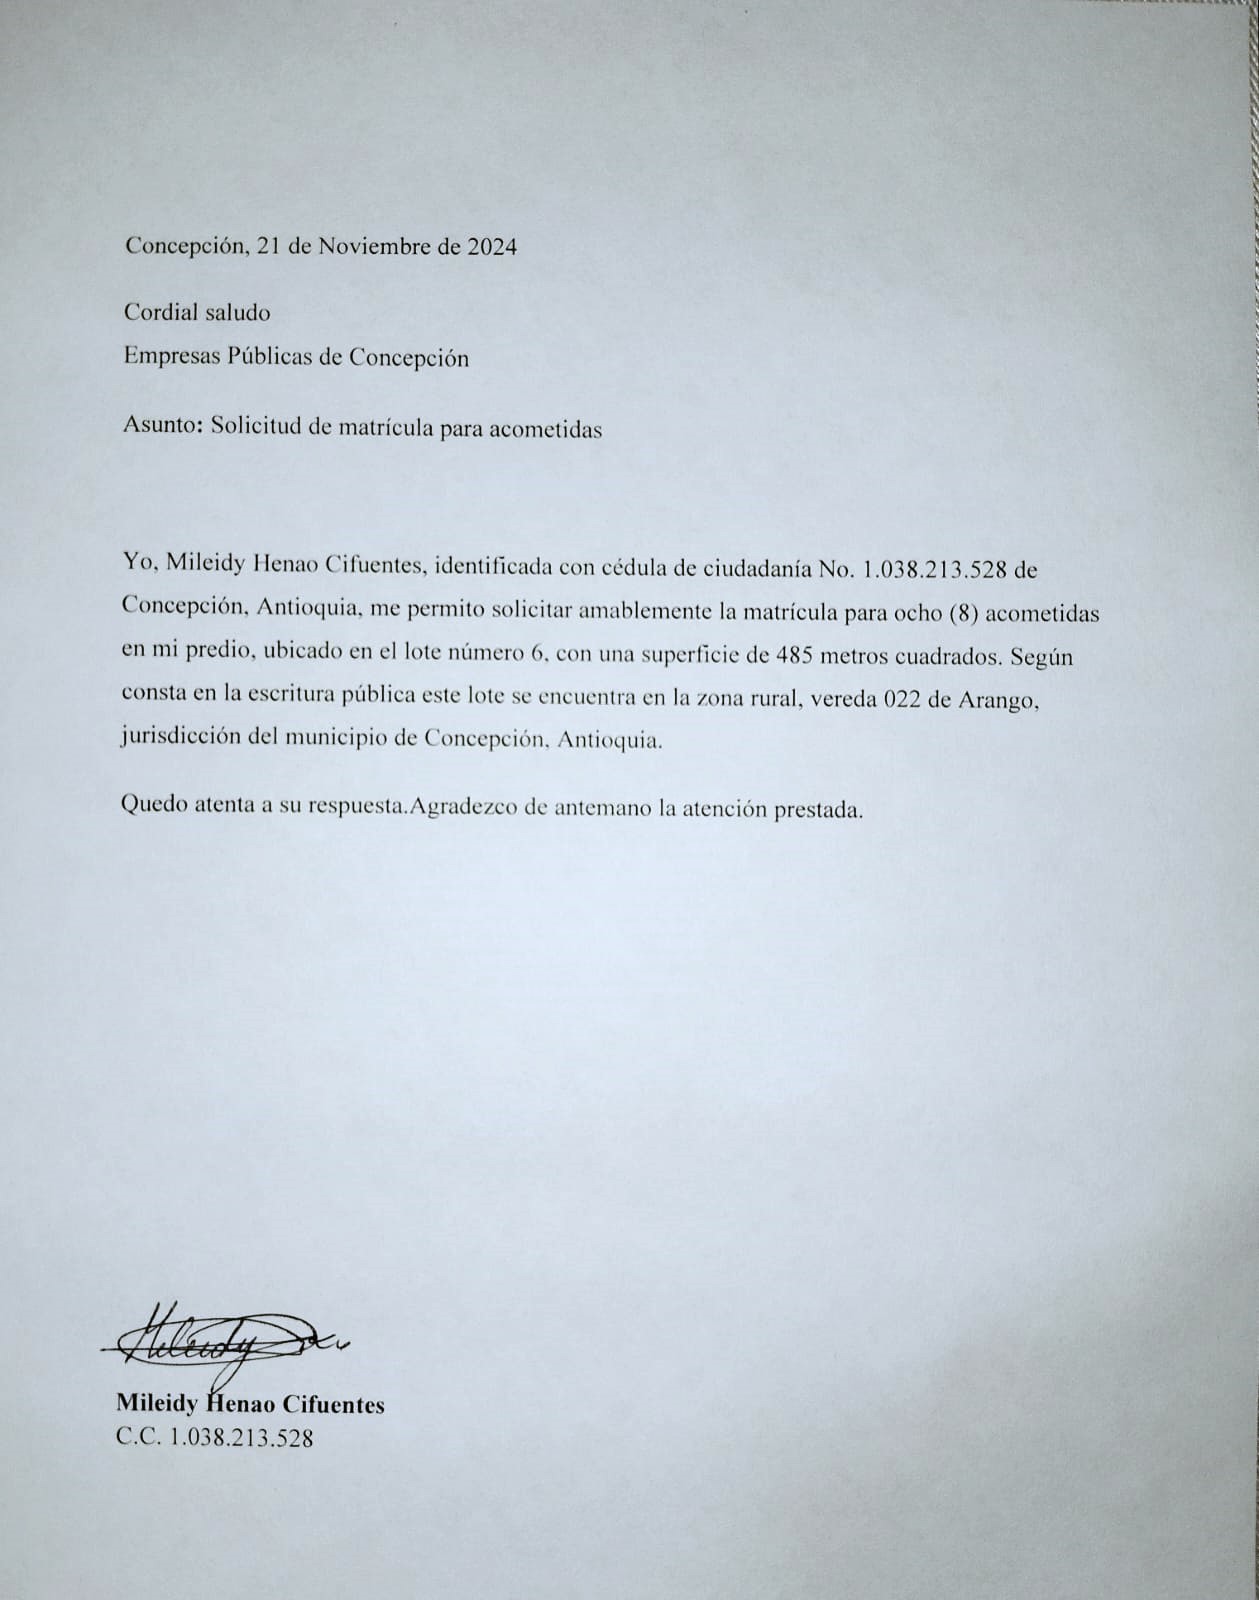 Concepción, 21 de Noviembre de 2024
Cordial saludo
Empresas Públicas de Concepción
Asunto: Solicitud de matrícula para acometidas
Yo, Mileidy Henao Cifuentes, identificada con cédula de ciudadanía No. 1.038.213.528 de
Concepción, Antioquia, me permito solicitar amablemente la matrícula para ocho (8) acometidas
en mi predio, ubicado en el lote número 6, con una superficie de 485 metros cuadrados. Según
consta en la escritura pública este lote se encuentra en la zona rural, vereda 022 de Arango,
jurisdicción del municipio de Concepción, Antioquia.
Quedo atenta a su respuesta.Agradezco de antemano la atención prestada.
Mileidy
Mileidy Henao Cifuentes
C.C. 1.038.213.528